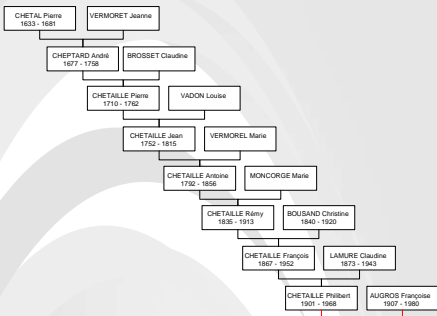 CHETAL Pierre
1633 - 1681
VERMORET Jeanne
CHEPTARD André
1677 - 1758
BROSSET Claudine
CHETAILLE Pierre
1710 - 1762
VADON Louise
CHETAILLE Jean
1752 - 1815
VERMOREL Marie
CHETAILLE Antoine
1792 - 1856
MONCORGE Marie
CHETAILLE Rémy
1835 - 1913
BOUSAND Christine
1840 - 1920
CHETAILLE François
1867 - 1952
LAMURE Claudine
1873 - 1943
CHETAILLE Philibert
1901 - 1968
AUGROS Françoise
1907 - 1980